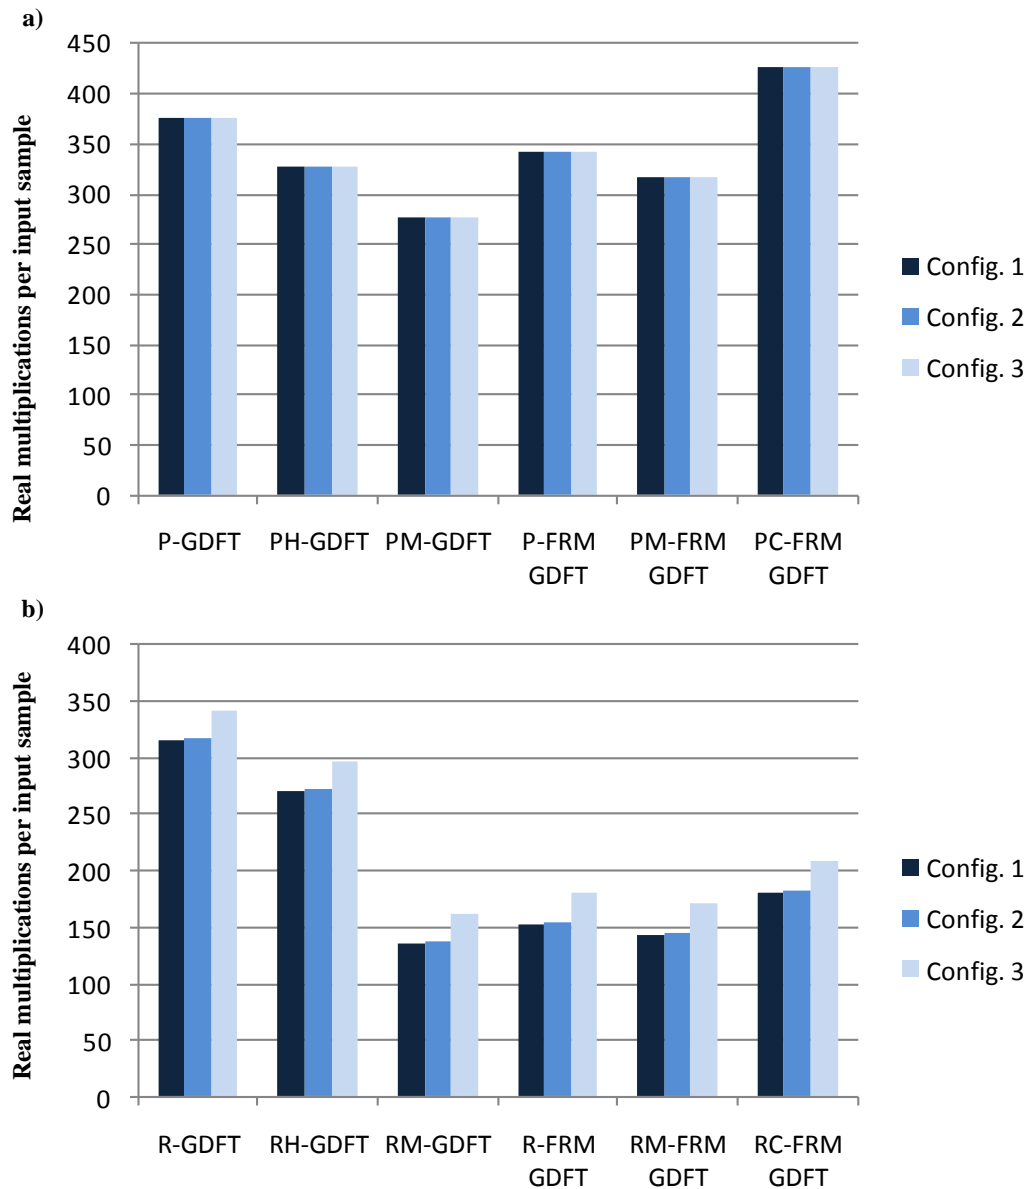 a)
Real multiplications per input sample
450
400
350
300
250
200
150
100
50
0
P-GDFT PH-GDFT PM-GDFT P-FRM GDFT PM-FRM GDFT PC-FRM GDFT
Config. 1
Config. 2
Config. 3
b)
Real multiplications per input sample
400
350
300
250
200
150
100
50
0
R-GDFT RH-GDFT RM-GDFT R-FRM GDFT RM-FRM GDFT RC-FRM GDFT
Config. 1
Config. 2
Config. 3